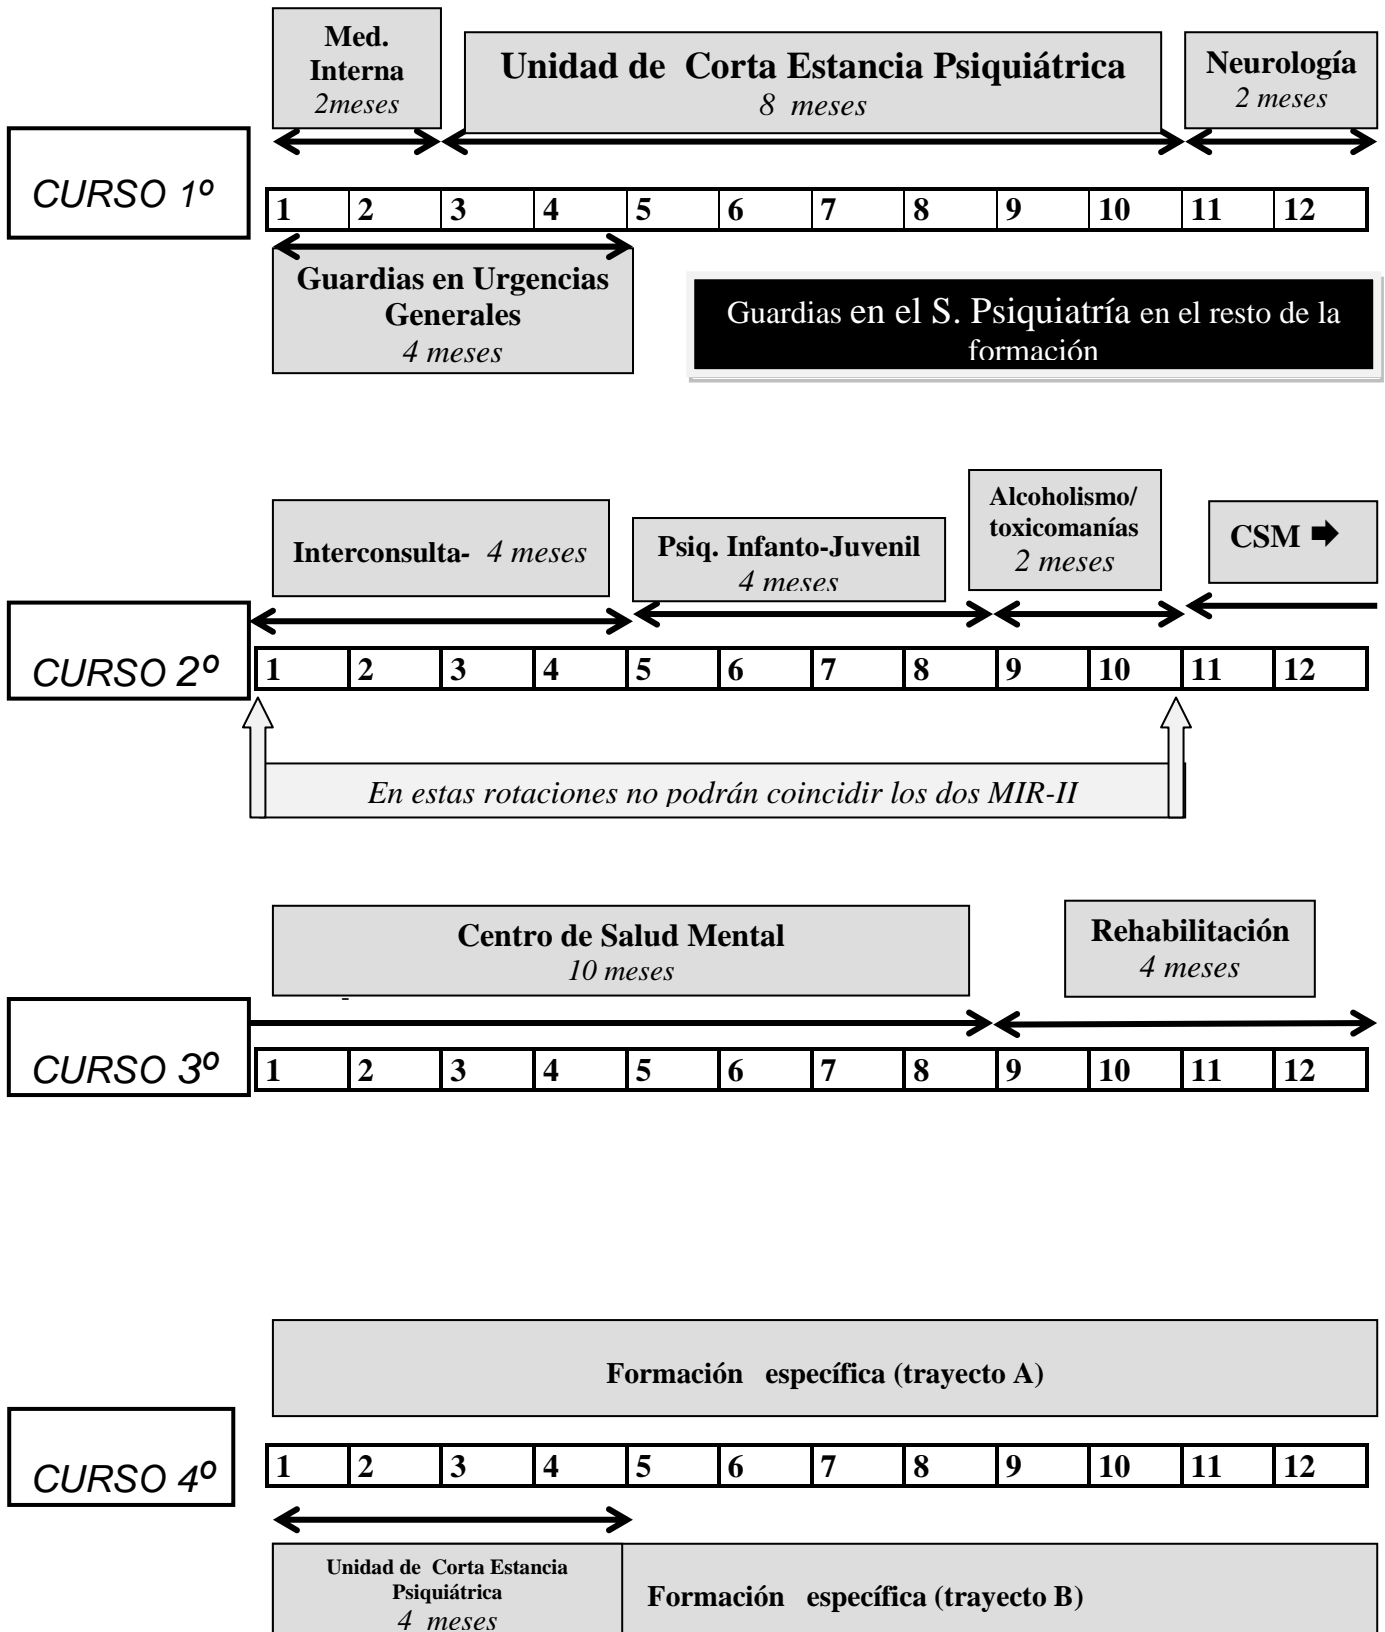 Med.
Interna
2meses
Unidad de Corta Estancia Psiquiátrica
8 meses
Neurología
2 meses
CURSO 1º
1 2 3 4 5 6 7 8 9 10 11 12
Guardias en Urgencias
Generales
4 meses
Guardias en el S. Psiquiatría en el resto de la
formación
Interconsulta- 4 meses
Psiq. Infanto-Juvenil
4 meses
Alcoholismo/
toxicomanías
2 meses
CSM 🡺
CURSO 2º
1 2 3 4 5 6 7 8 9 10 11 12
En estas rotaciones no podrán coincidir los dos MIR-II
Centro de Salud Mental
10 meses
Rehabilitación
4 meses
CURSO 3º
1 2 3 4 5 6 7 8 9 10 11 12
Formación específica (trayecto A)
CURSO 4º
1 2 3 4 5 6 7 8 9 10 11 12
Unidad de Corta Estancia
Psiquiátrica
4 meses
Formación específica (trayecto B)